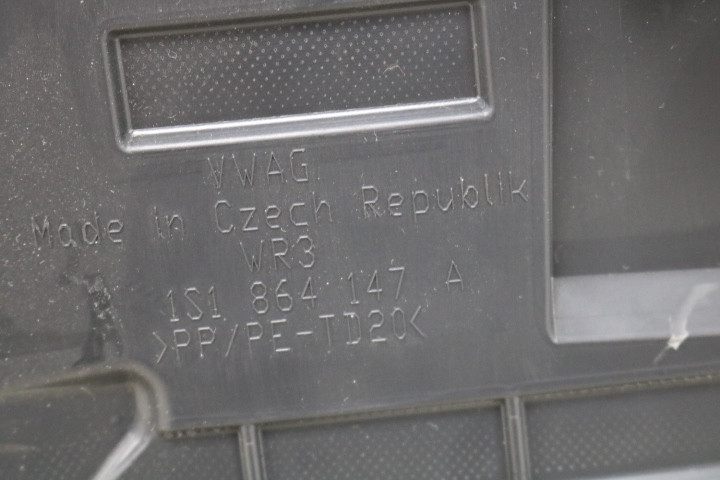 VWAG
Made in Czech Republik
WR3
1S1 864 147 A
>PP/PE-TD20<